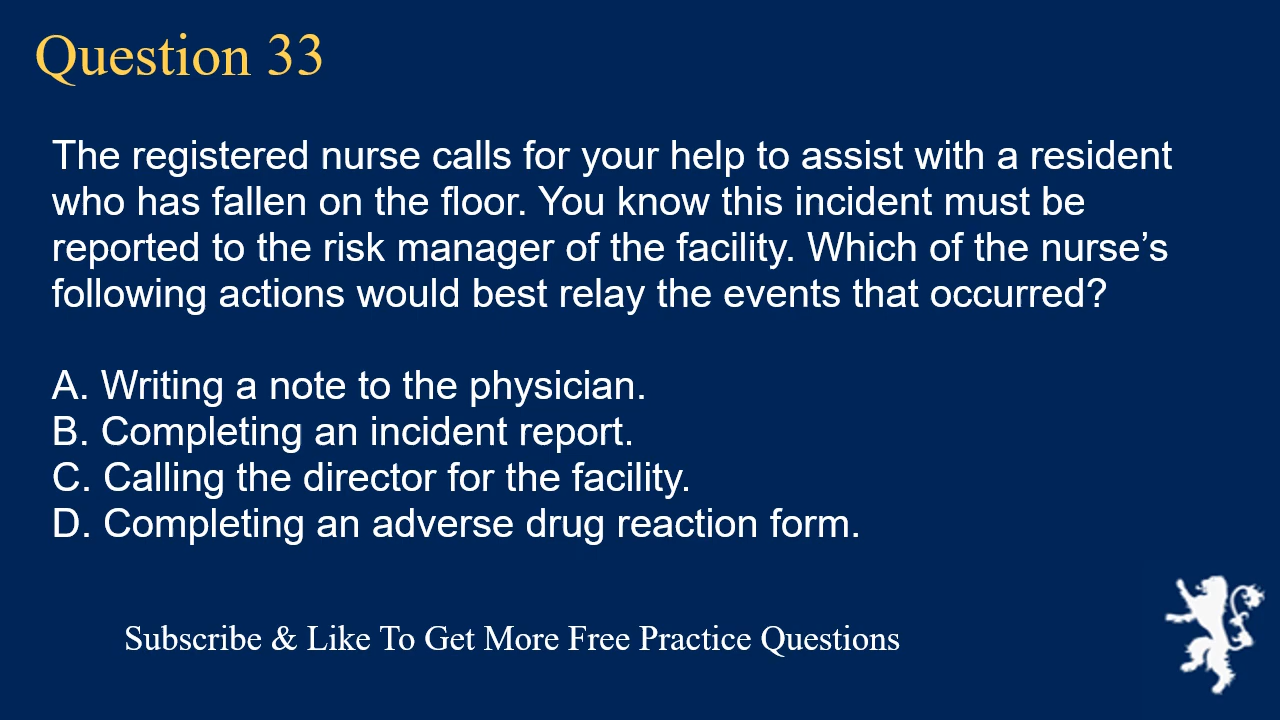 Question 33
The registered nurse calls for your help to assist with a resident
who has fallen on the floor. You know this incident must be
reported to the risk manager of the facility. Which of the nurse’s
following actions would best relay the events that occurred?
A. Writing a note to the physician.
B. Completing an incident report.
C. Calling the director for the facility.
D. Completing an adverse drug reaction form.
Subscribe & Like To Get More Free Practice Questions